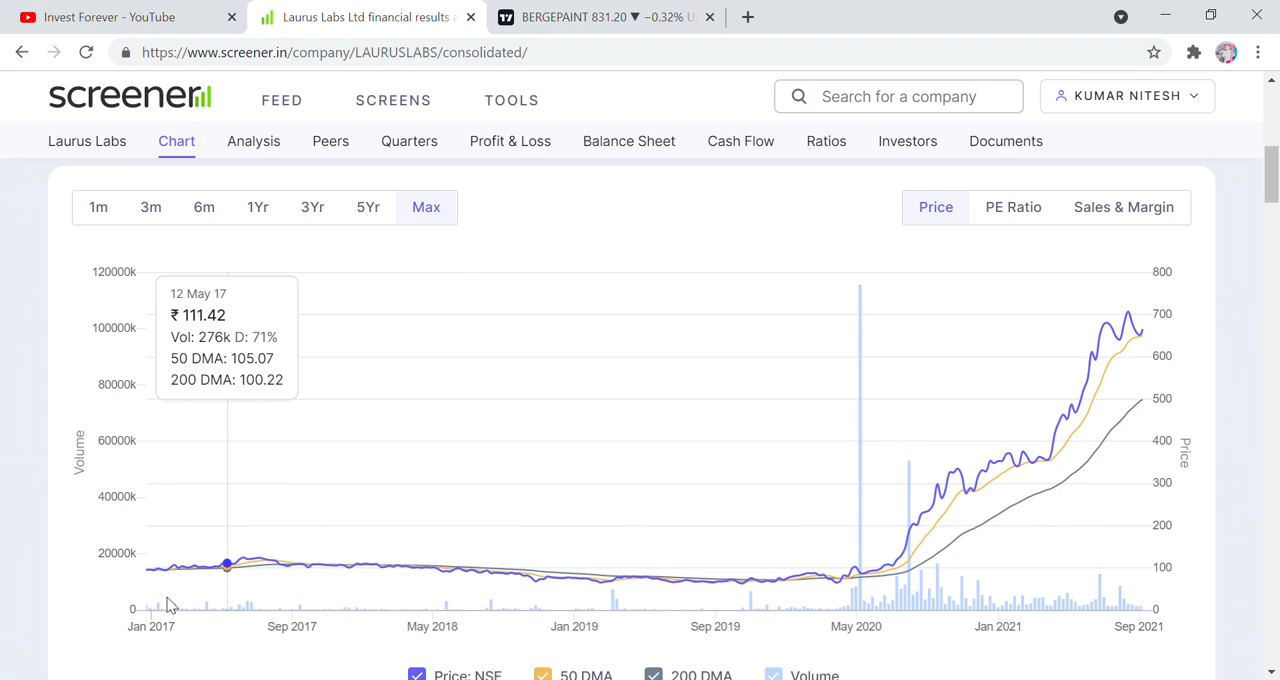 Invest Forever - YouTube
Laurus Labs Ltd financial results a
BERGEPAINT 831.20 ▼ −0.32% U
https://www.screener.in/company/LAURUSLABS/consolidated/
screener
FEED
SCREENS
TOOLS
Search for a company
KUMAR NITESH
Laurus Labs
Chart
Analysis
Peers
Quarters
Profit & Loss
Balance Sheet
Cash Flow
Ratios
Investors
Documents
1m
3m
6m
1Yr
3Yr
5Yr
Max
Price
PE Ratio
Sales & Margin
120000k
100000k
80000k
60000k
40000k
20000k
0
Volume
12 May 17
₹ 111.42
Vol: 276k D: 71%
50 DMA: 105.07
200 DMA: 100.22
800
700
600
500
400
300
200
100
0
Price
Jan 2017
Sep 2017
May 2018
Jan 2019
Sep 2019
May 2020
Jan 2021
Sep 2021
Price: NSE
50 DMA
200 DMA
Volume